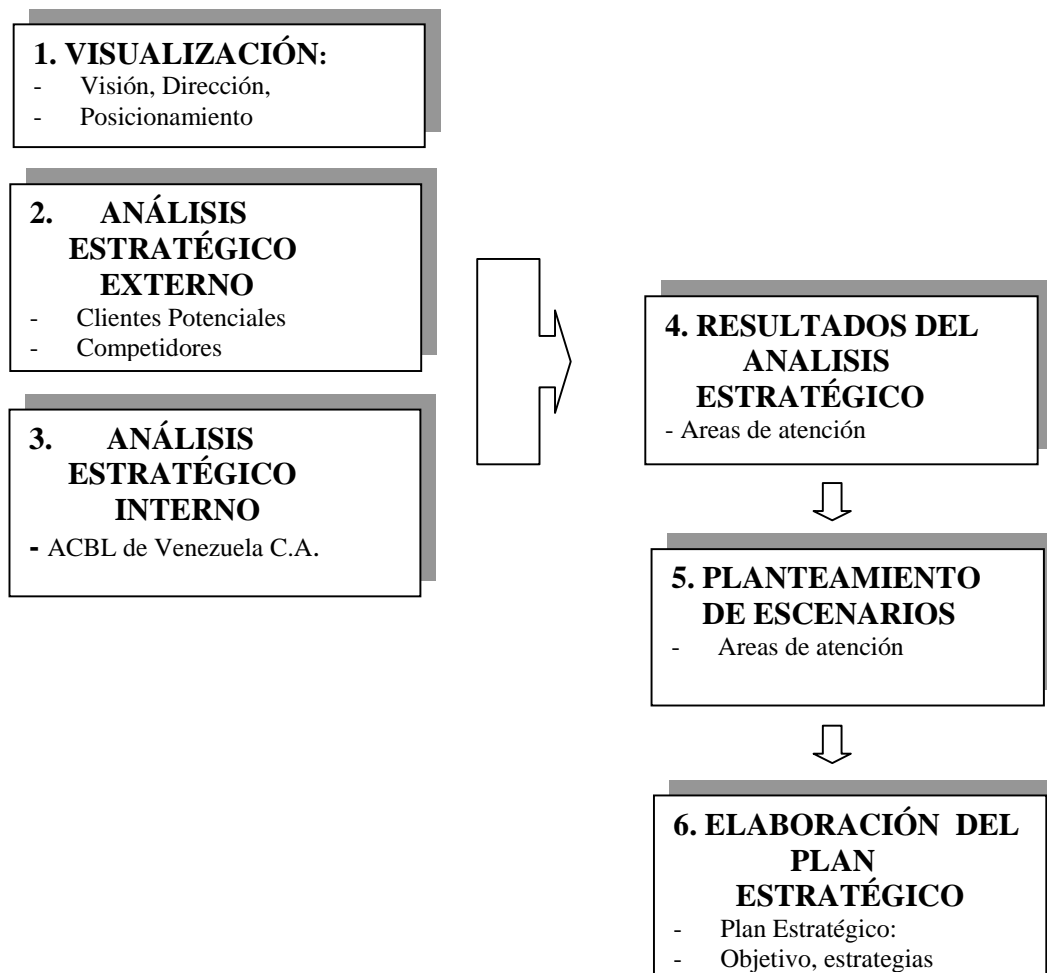 1. VISUALIZACIÓN:
- Visión, Dirección,
- Posicionamiento
2. ANÁLISIS
ESTRATÉGICO
EXTERNO
- Clientes Potenciales
- Competidores
3. ANÁLISIS
ESTRATÉGICO
INTERNO
- ACBL de Venezuela C.A.
4. RESULTADOS DEL
ANALISIS
ESTRATÉGICO
- Areas de atención
5. PLANTEAMIENTO
DE ESCENARIOS
- Areas de atención
6. ELABORACIÓN DEL
PLAN
ESTRATÉGICO
- Plan Estratégico:
- Objetivo, estrategias